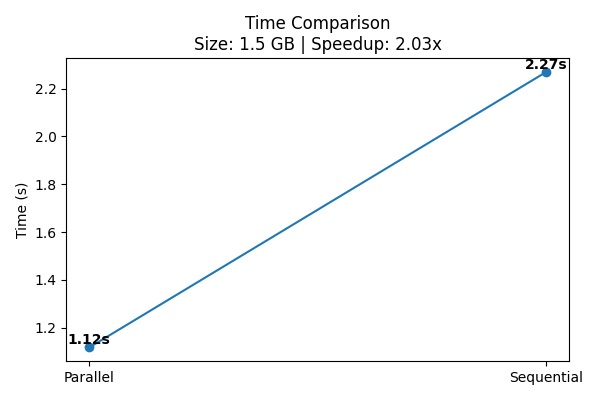 Time Comparison
Size: 1.5 GB | Speedup: 2.03x
2.27s
2.2
2.0
1.8
Time (s)
1.6
1.4
1.2
1.12s
Parallel
Sequential